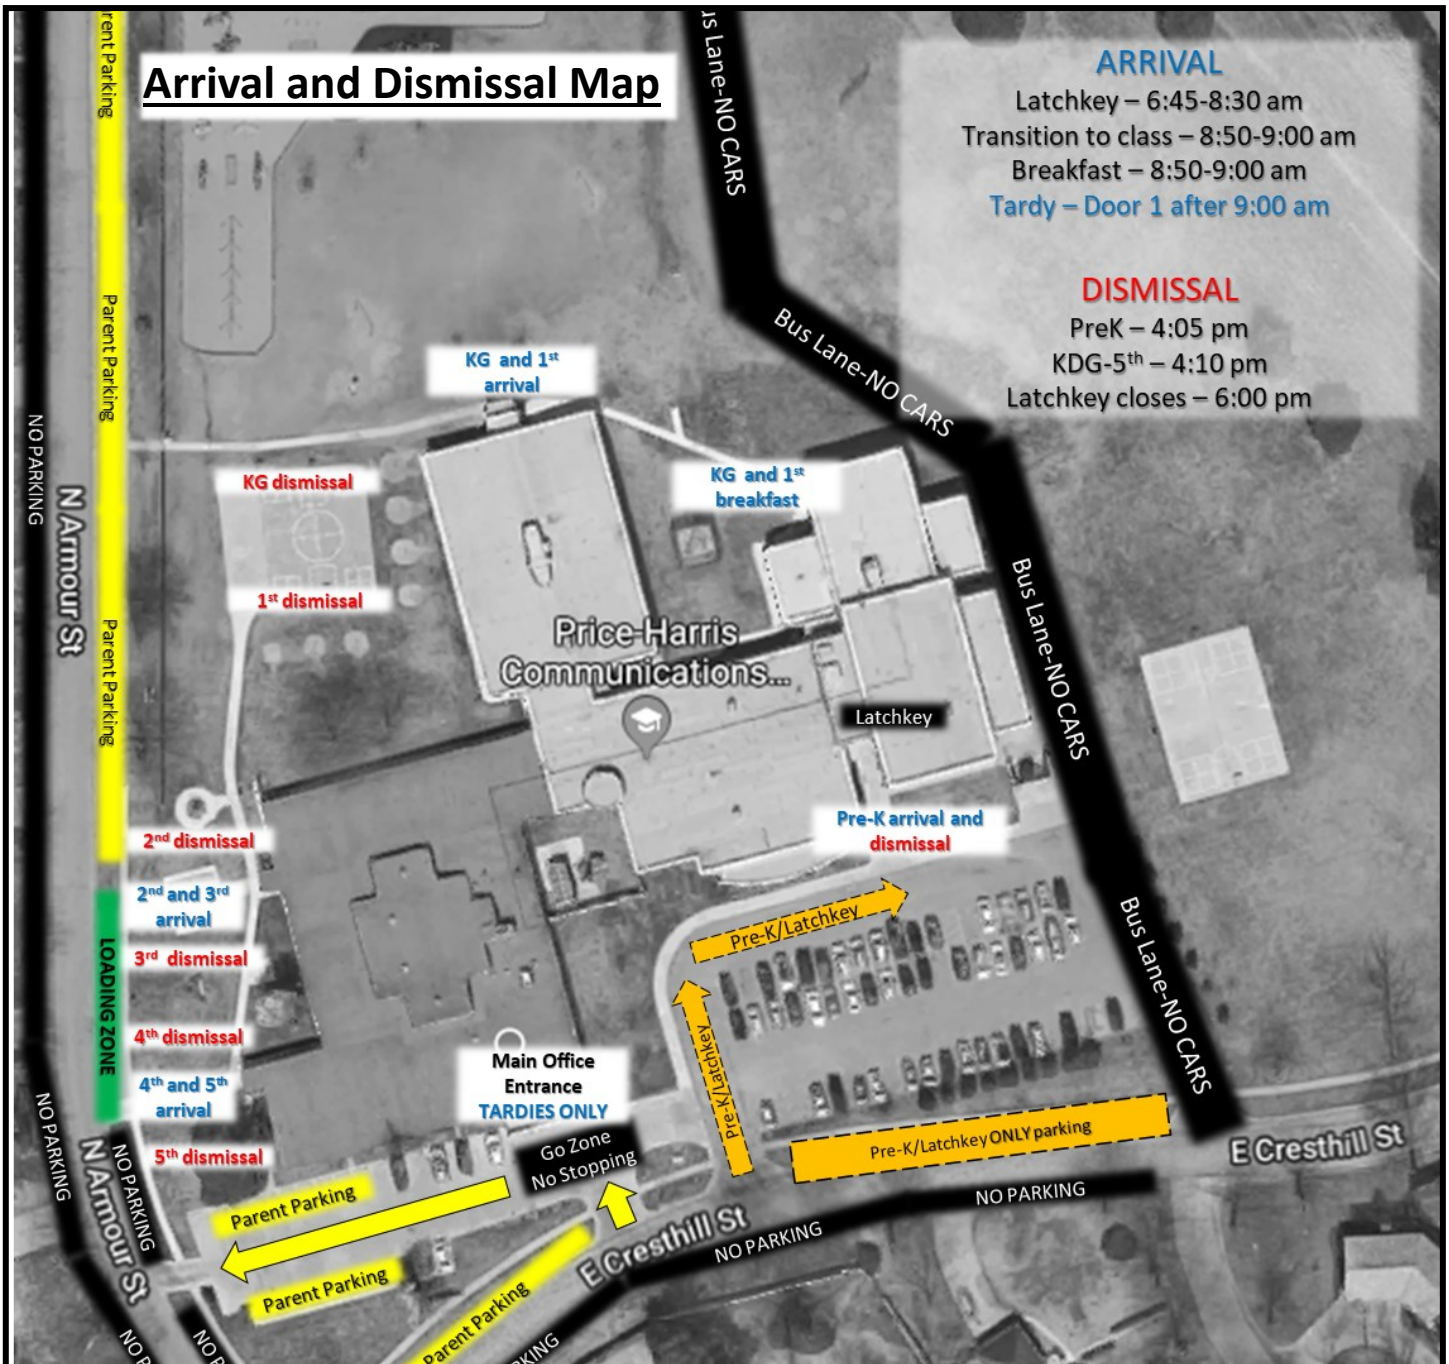 Arrival and Dismissal Map
ARRIVAL
Latchkey – 6:45-8:30 am
Transition to class – 8:50-9:00 am
Breakfast – 8:50-9:00 am
Tardy – Door 1 after 9:00 am
DISMISSAL
PreK – 4:05 pm
KDG-5th – 4:10 pm
Latchkey closes – 6:00 pm
rent Parking
Parent Parking
Parent Parking
us Lane-NO CARS
Bus Lane-NO CARS
Bus Lane-NO CARS
Bus Lane-NO CARS
NO PARKING
N Armour St
KG and 1st
arrival
KG and 1st
breakfast
KG dismissal
1st dismissal
Price-Harris
Communications...
Latchkey
Pre-K arrival and
dismissal
2nd dismissal
2nd and 3rd
arrival
3rd dismissal
4th dismissal
4th and 5th
arrival
5th dismissal
LOADING ZONE
Pre-K/Latchkey
Pre-K/Latchkey
Pre-K/Latchkey ONLY parking
Main Office
Entrance
TARDIES ONLY
Go Zone
No Stopping
Parent Parking
Parent Parking
Parent Parking
E Cresthill St
E Cresthill St
NO PARKING
NO PARKING
NO PARKING
NO PARKING
N Armour St
NO P
NO P
RKING